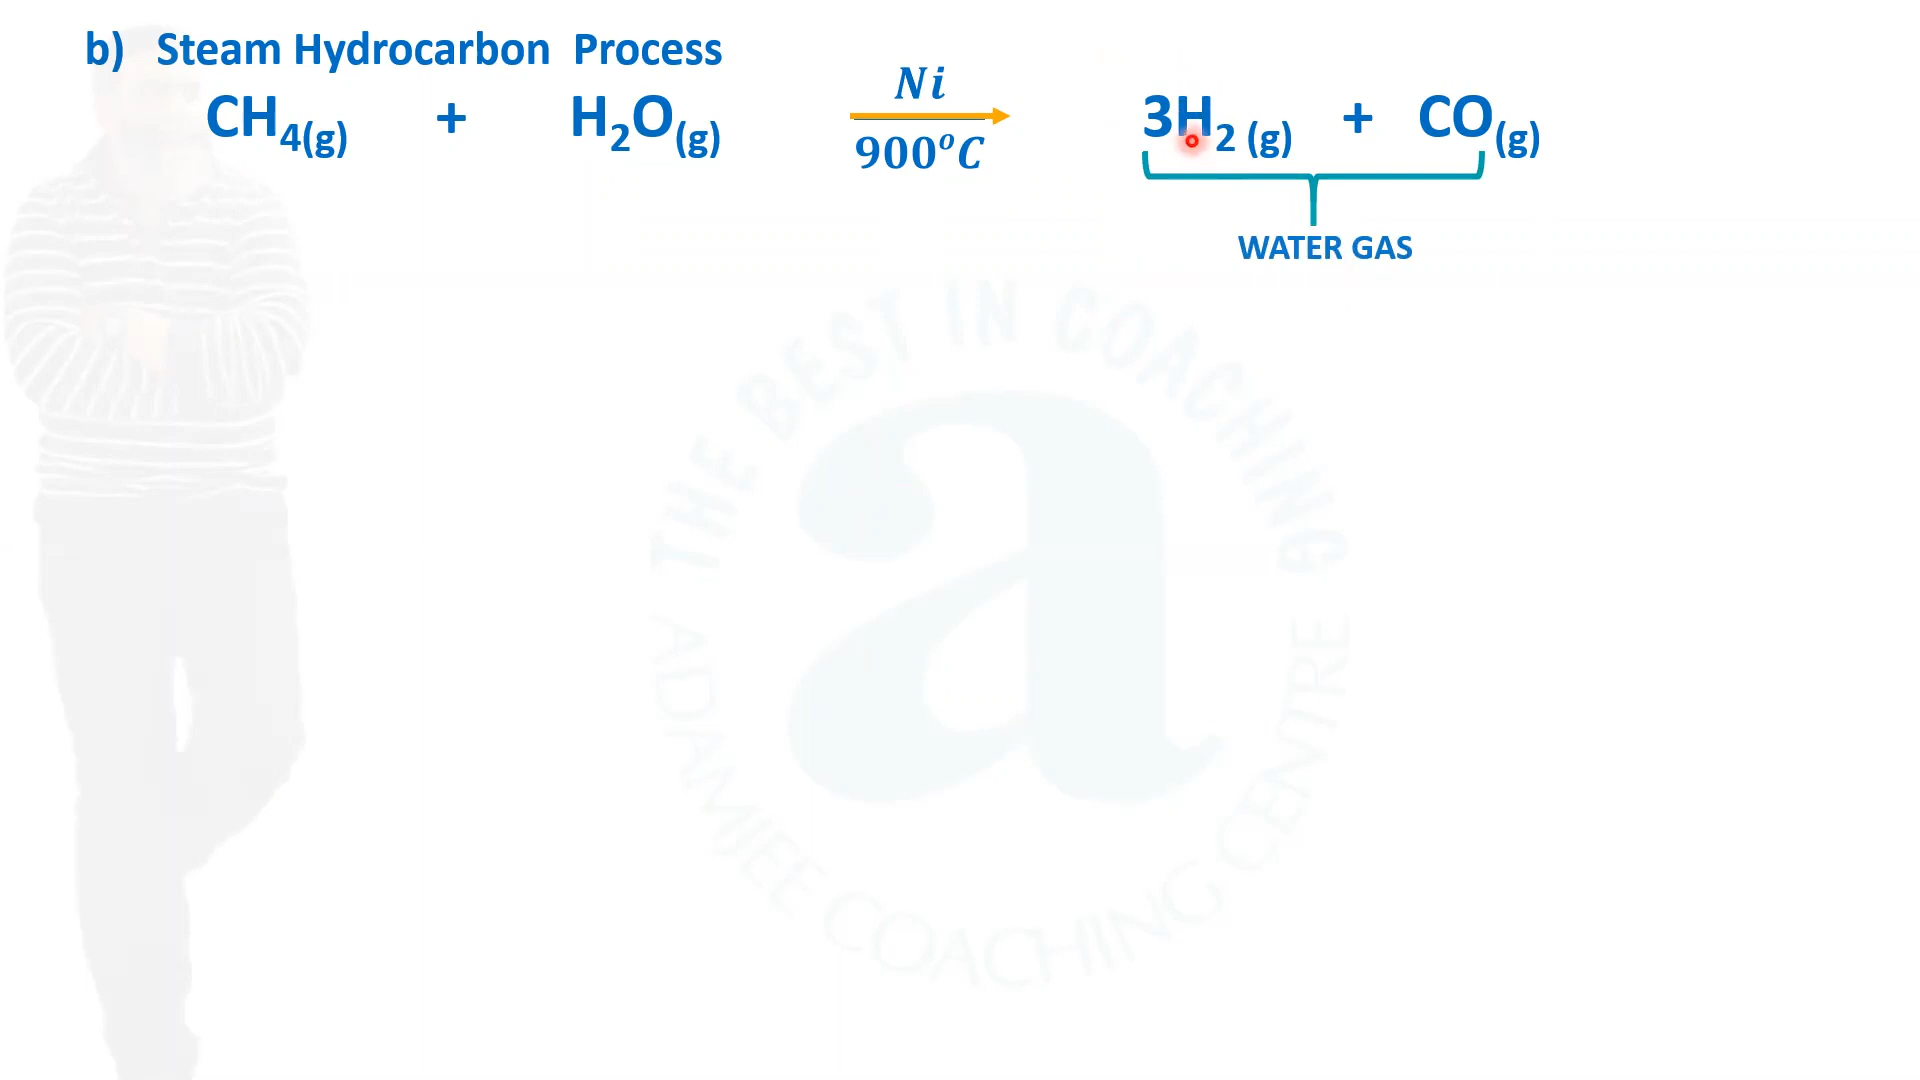 b) Steam Hydrocarbon Process
CH₄(g) + H₂O(g) Ni 900°C 3H₂ (g) + CO(g)
WATER GAS
THE BEST IN COACHING
ADAMJEE COACHING CENTRE
a